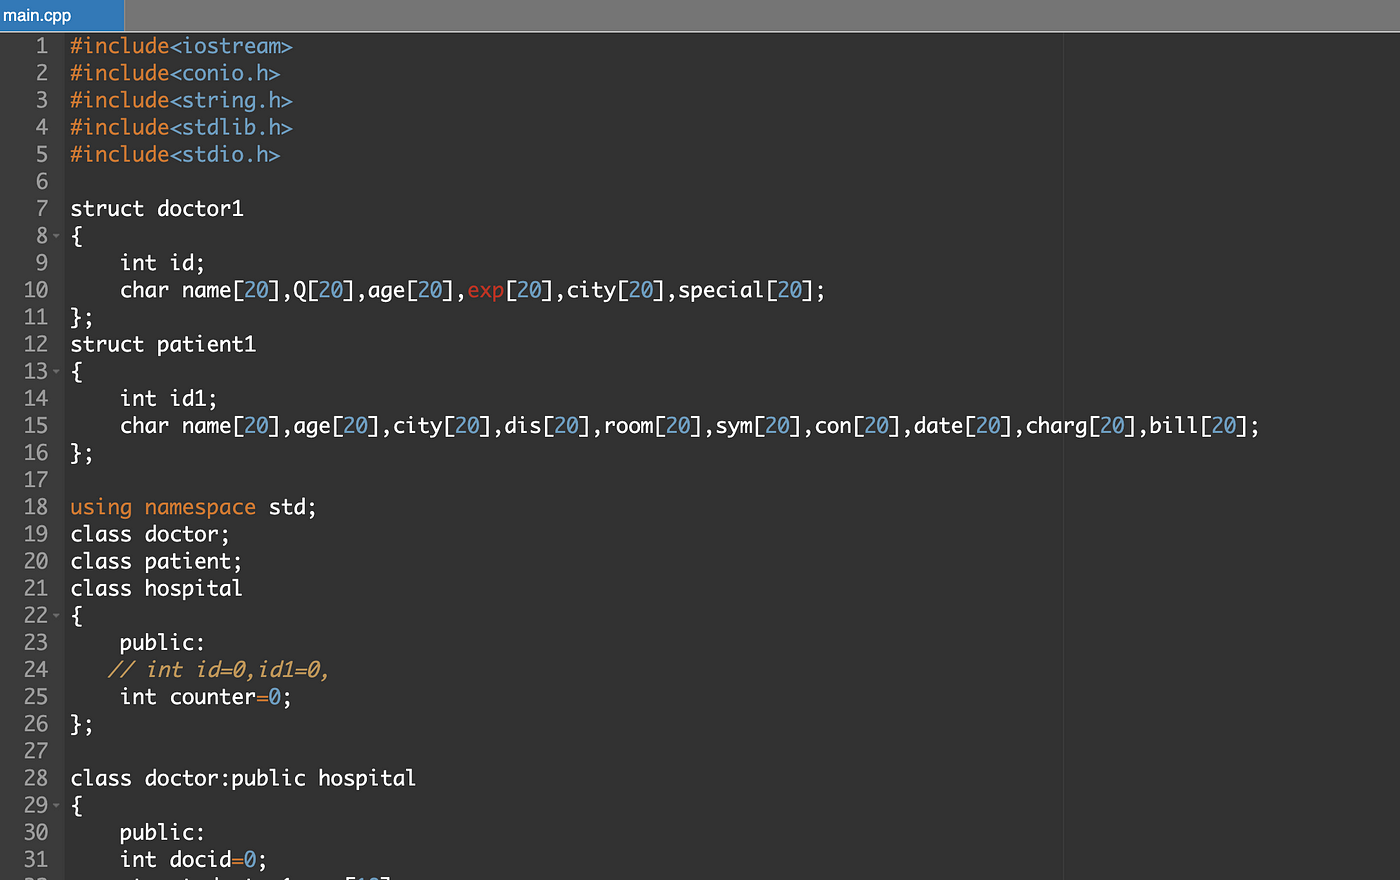 main.cpp
1 #include<iostream>
2 #include<conio.h>
3 #include<string.h>
4 #include<stdlib.h>
5 #include<stdio.h>
6
7 struct doctor1
8 {
9 int id;
10 char name[20],Q[20],age[20],exp[20],city[20],special[20];
11 };
12 struct patient1
13 {
14 int id1;
15 char name[20],age[20],city[20],dis[20],room[20],sym[20],con[20],date[20],charg[20],bill[20];
16 };
17
18 using namespace std;
19 class doctor;
20 class patient;
21 class hospital
22 {
23 public:
24 // int id=0,id1=0,
25 int counter=0;
26 };
27
28 class doctor:public hospital
29 {
30 public:
31 int docid=0;